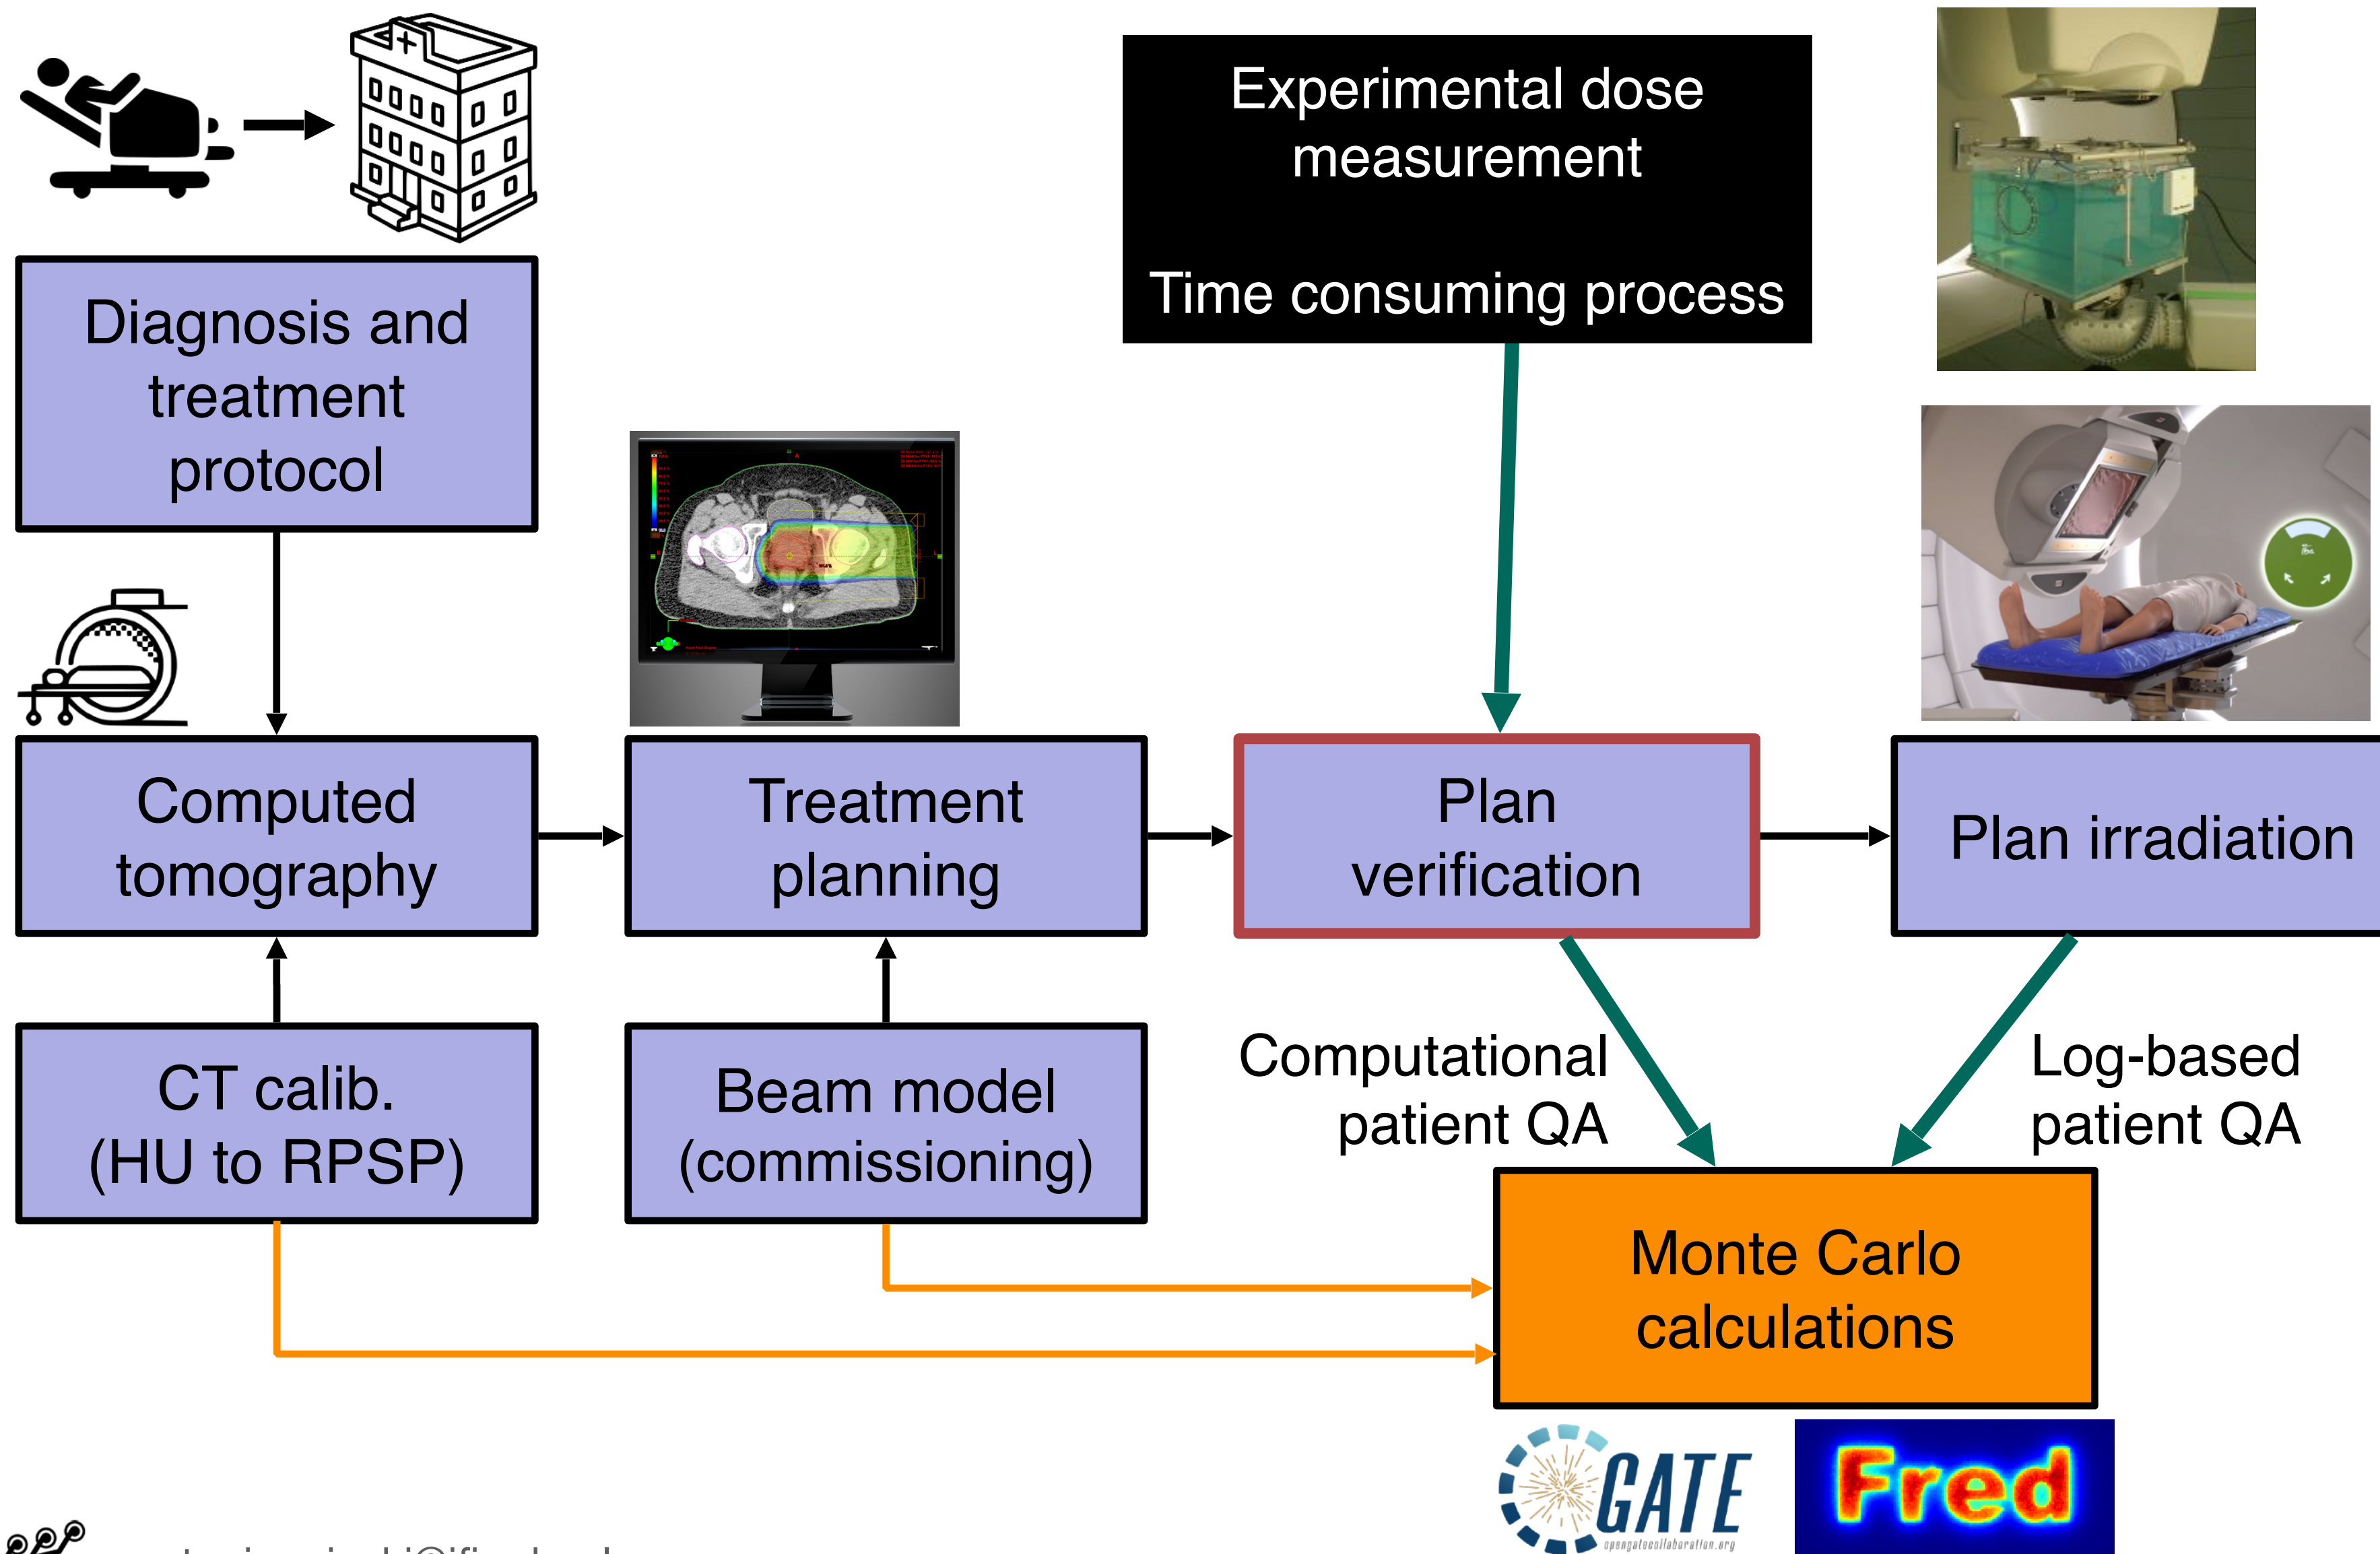 Experimental dose
measurement
Time consuming process
Diagnosis and
treatment
protocol
Computed
tomography
Treatment
planning
Plan
verification
Plan irradiation
CT calib.
(HU to RPSP)
Beam model
(commissioning)
Computational
patient QA
Log-based
patient QA
Monte Carlo
calculations
GATE
opengatecollaboration.org
Fred